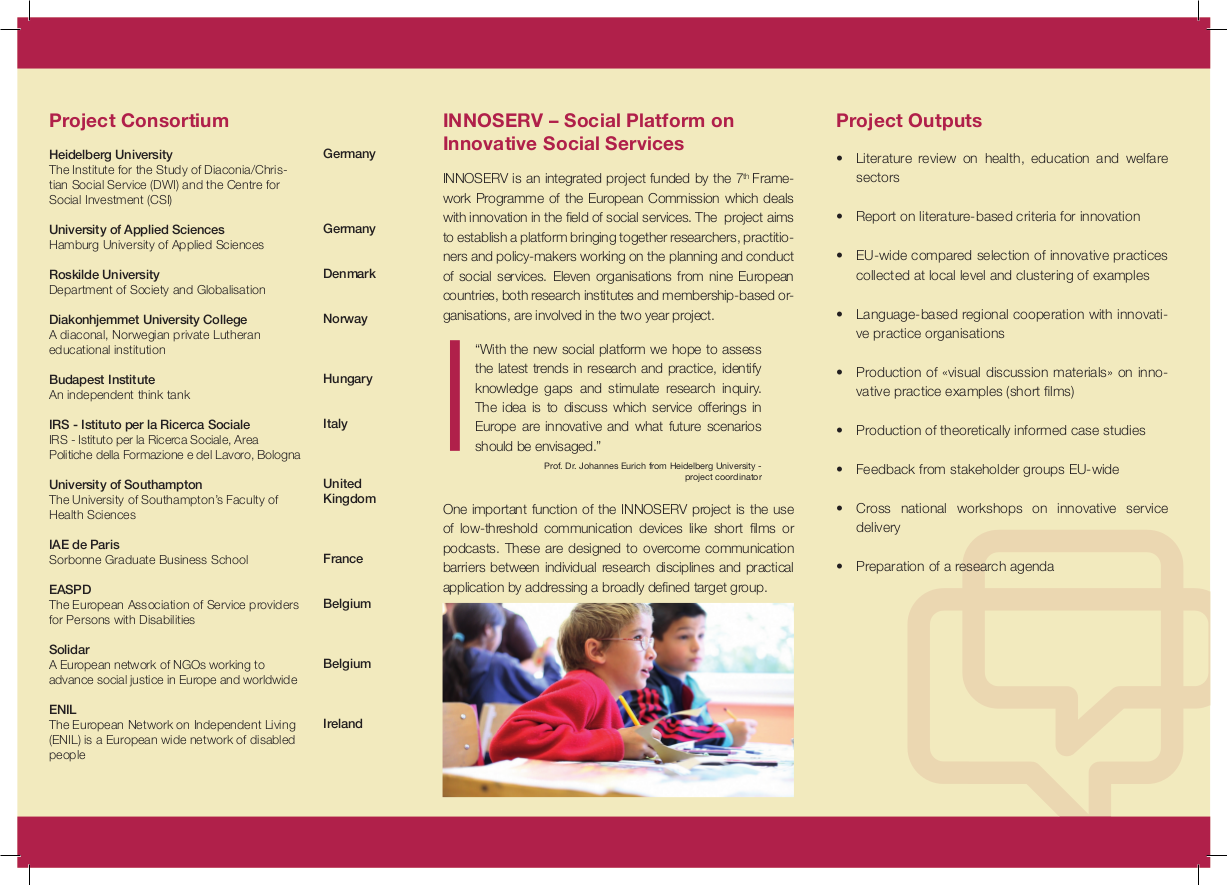 Project Consortium
Heidelberg University Germany
The Institute for the Study of Diaconia/Chris-
tian Social Service (DWI) and the Centre for
Social Investment (CSI)
University of Applied Sciences Germany
Hamburg University of Applied Sciences
Roskilde University Denmark
Department of Society and Globalisation
Diakonhjemmet University College Norway
A diaconal, Norwegian private Lutheran
educational institution
Budapest Institute Hungary
An independent think tank
IRS - Istituto per la Ricerca Sociale Italy
IRS - Istituto per la Ricerca Sociale, Area
Politiche della Formazione e del Lavoro, Bologna
University of Southampton United
The University of Southampton's Faculty of Kingdom
Health Sciences
IAE de Paris
Sorbonne Graduate Business School France
EASPD
The European Association of Service providers Belgium
for Persons with Disabilities
Solidar
A European network of NGOs working to Belgium
advance social justice in Europe and worldwide
ENIL
The European Network on Independent Living Ireland
(ENIL) is a European wide network of disabled
people
INNOSERV – Social Platform on
Innovative Social Services
INNOSERV is an integrated project funded by the 7th Frame-
work Programme of the European Commission which deals
with innovation in the field of social services. The project aims
to establish a platform bringing together researchers, practitio-
ners and policy-makers working on the planning and conduct
of social services. Eleven organisations from nine European
countries, both research institutes and membership-based or-
ganisations, are involved in the two year project.
“With the new social platform we hope to assess
the latest trends in research and practice, identify
knowledge gaps and stimulate research inquiry.
The idea is to discuss which service offerings in
Europe are innovative and what future scenarios
should be envisaged.”
Prof. Dr. Johannes Eurich from Heidelberg University -
project coordinator
One important function of the INNOSERV project is the use
of low-threshold communication devices like short films or
podcasts. These are designed to overcome communication
barriers between individual research disciplines and practical
application by addressing a broadly defined target group.
Project Outputs
• Literature review on health, education and welfare
sectors
• Report on literature-based criteria for innovation
• EU-wide compared selection of innovative practices
collected at local level and clustering of examples
• Language-based regional cooperation with innovati-
ve practice organisations
• Production of «visual discussion materials» on inno-
vative practice examples (short films)
• Production of theoretically informed case studies
• Feedback from stakeholder groups EU-wide
• Cross national workshops on innovative service
delivery
• Preparation of a research agenda